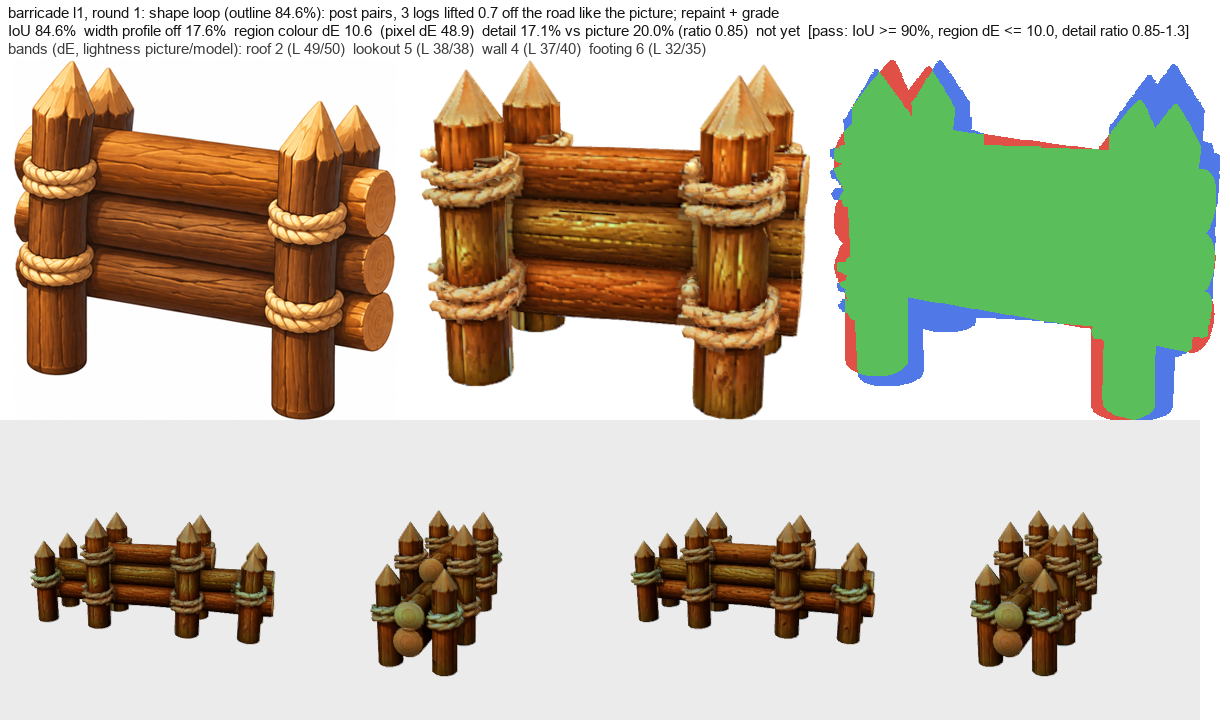 barricade l1, round 1: shape loop (outline 84.6%): post pairs, 3 logs lifted 0.7 off the road like the picture; repaint + grade
IoU 84.6%  width profile off 17.6%  region colour dE 10.6  (pixel dE 48.9)  detail 17.1% vs picture 20.0% (ratio 0.85)  not yet  [pass: IoU >= 90%, region dE <= 10.0, detail ratio 0.85-1.3]
bands (dE, lightness picture/model): roof 2 (L 49/50)  lookout 5 (L 38/38)  wall 4 (L 37/40)  footing 6 (L 32/35)